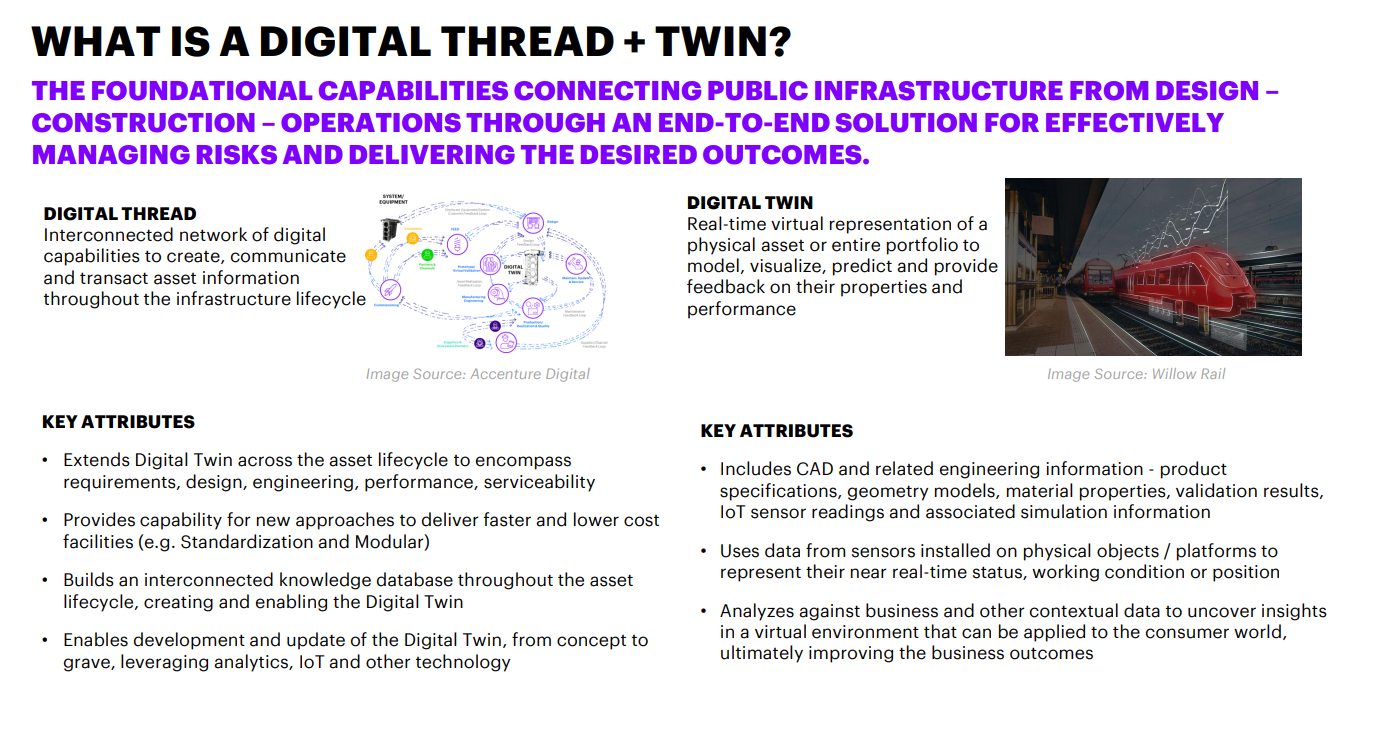 WHAT IS A DIGITAL THREAD + TWIN?
THE FOUNDATIONAL CAPABILITIES CONNECTING PUBLIC INFRASTRUCTURE FROM DESIGN –
CONSTRUCTION – OPERATIONS THROUGH AN END-TO-END SOLUTION FOR EFFECTIVELY
MANAGING RISKS AND DELIVERING THE DESIRED OUTCOMES.
DIGITAL THREAD
Interconnected network of digital
capabilities to create, communicate
and transact asset information
throughout the infrastructure lifecycle
SYSTEM/
EQUIPMENT
Design
DIGITAL
TWIN
Manufacturing
Engineering
Commissioning
Image Source: Accenture Digital
KEY ATTRIBUTES
• Extends Digital Twin across the asset lifecycle to encompass
requirements, design, engineering, performance, serviceability
• Provides capability for new approaches to deliver faster and lower cost
facilities (e.g. Standardization and Modular)
• Builds an interconnected knowledge database throughout the asset
lifecycle, creating and enabling the Digital Twin
• Enables development and update of the Digital Twin, from concept to
grave, leveraging analytics, IoT and other technology
DIGITAL TWIN
Real-time virtual representation of a
physical asset or entire portfolio to
model, visualize, predict and provide
feedback on their properties and
performance
Image Source: Willow Rail
KEY ATTRIBUTES
• Includes CAD and related engineering information - product
specifications, geometry models, material properties, validation results,
IoT sensor readings and associated simulation information
• Uses data from sensors installed on physical objects / platforms to
represent their near real-time status, working condition or position
• Analyzes against business and other contextual data to uncover insights
in a virtual environment that can be applied to the consumer world,
ultimately improving the business outcomes